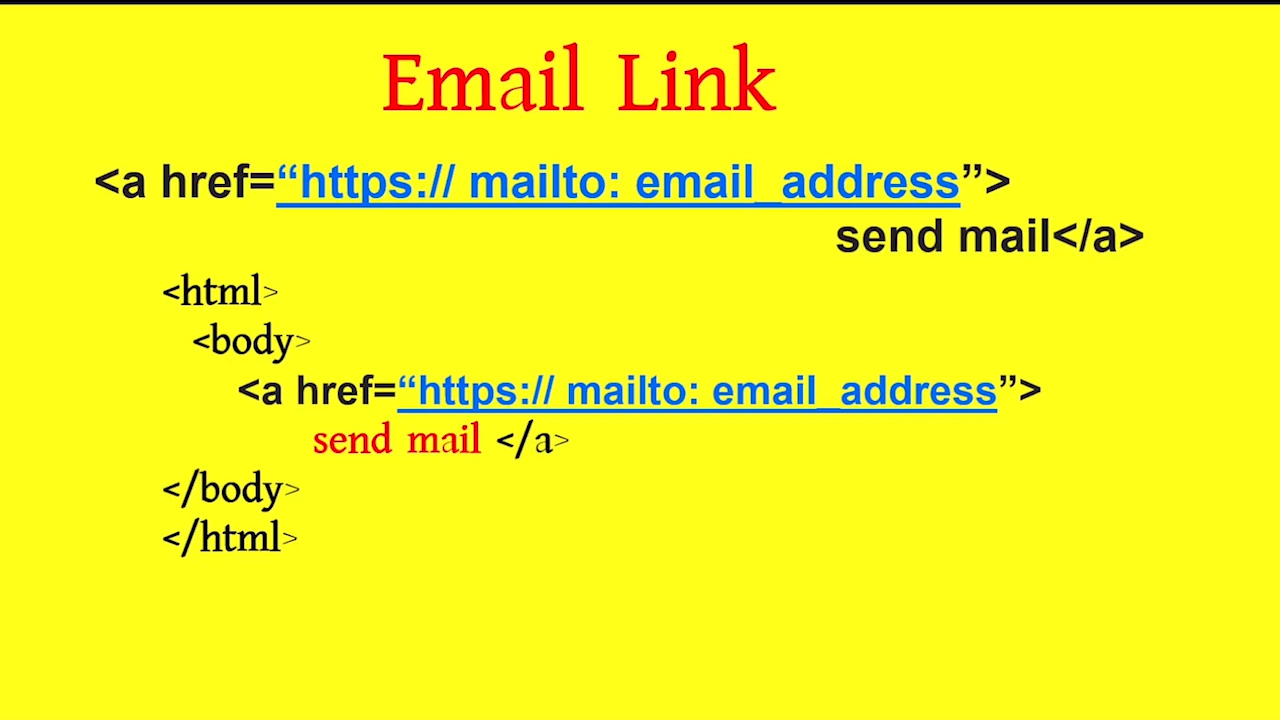 Email Link
<a href=“https:// mailto: email_address”>
send mail</a>
<html>
<body>
<a href=“https:// mailto: email_address”>
send mail </a>
</body>
</html>